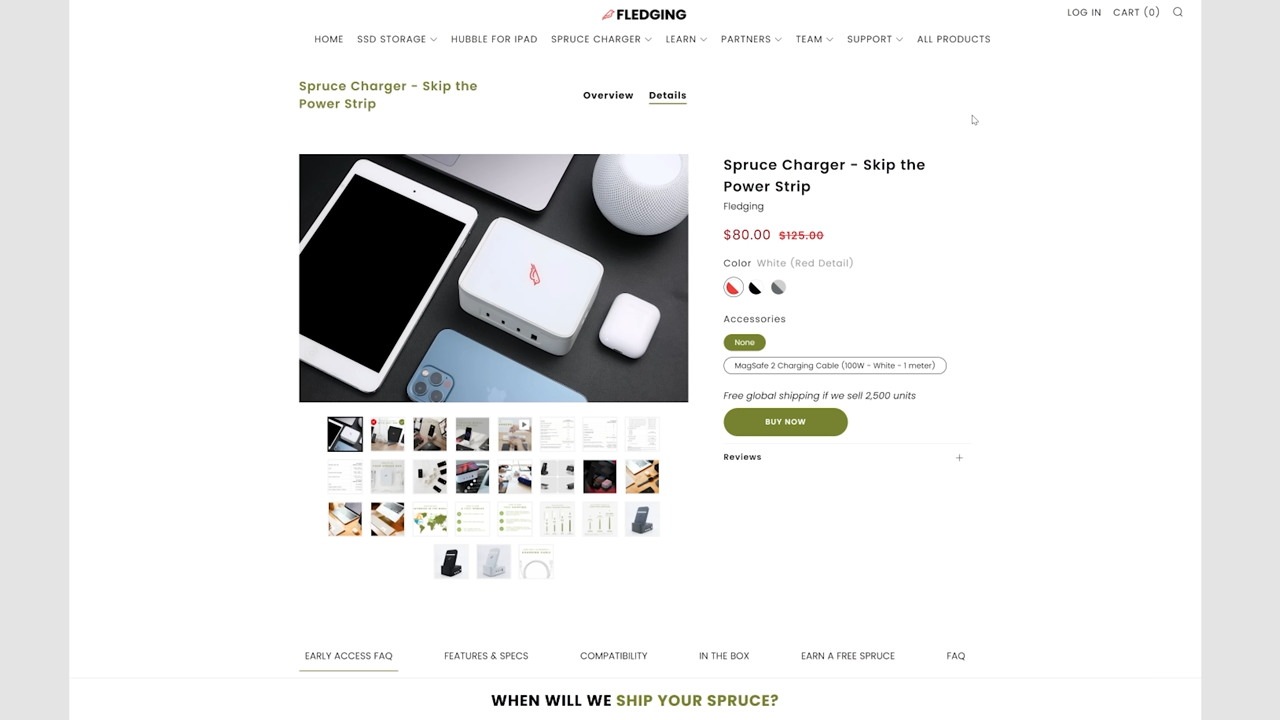 FLEDGING
LOG IN CART (0)
HOME SSD STORAGE HUBBLE FOR IPAD SPRUCE CHARGER LEARN PARTNERS TEAM SUPPORT ALL PRODUCTS
Spruce Charger - Skip the
Power Strip
Overview Details
Spruce Charger - Skip the
Power Strip
Fledging
$80.00 $125.00
Color White (Red Detail)
Accessories
None
MagSafe 2 Charging Cable (100W - White - 1 meter)
Free global shipping if we sell 2,500 units
BUY NOW
Reviews
EARLY ACCESS FAQ FEATURES & SPECS COMPATIBILITY IN THE BOX EARN A FREE SPRUCE FAQ
WHEN WILL WE SHIP YOUR SPRUCE?